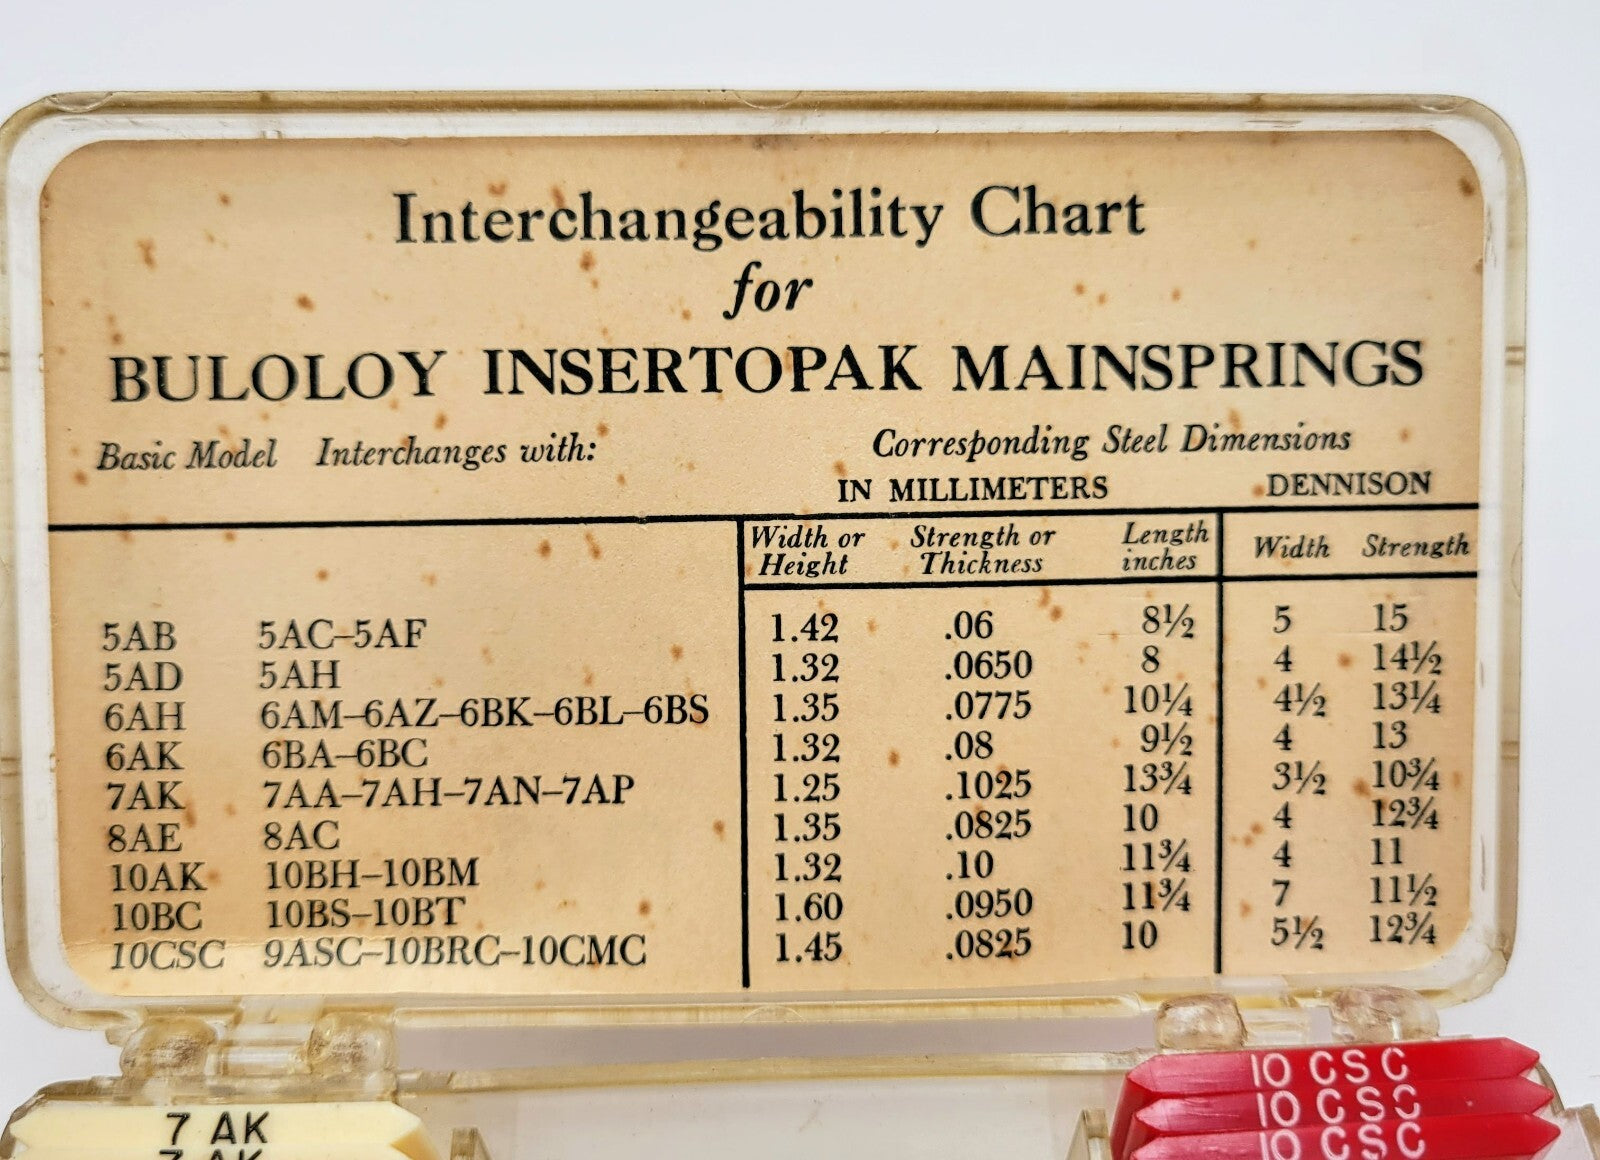 Interchangeability Chart
for
BULOLOY INSERTOPAK MAINSPRINGS
Basic Model Interchanges with: Corresponding Steel Dimensions
IN MILLIMETERS DENNISON
Width or Height Strength or Thickness Length inches Width Strength
5AB 5AC–5AF 1.42 .06 8½ 5 15
5AD 5AH 1.32 .0650 8 4 14½
6AH 6AM–6AZ–6BK–6BL–6BS 1.35 .0775 10¼ 4½ 13¼
6AK 6BA–6BC 1.32 .08 9½ 4 13
7AK 7AA–7AH–7AN–7AP 1.25 .1025 13¾ 3½ 10¾
8AE 8AC 1.35 .0825 10 4 12¾
10AK 10BH–10BM 1.32 .10 11¾ 4 11
10BC 10BS–10BT 1.60 .0950 11¾ 7 11½
10CSC 9ASC–10BRC–10CMC 1.45 .0825 10 5½ 12¾
7 AK
7 AK
10 CSC
10 CSC
10 CSC